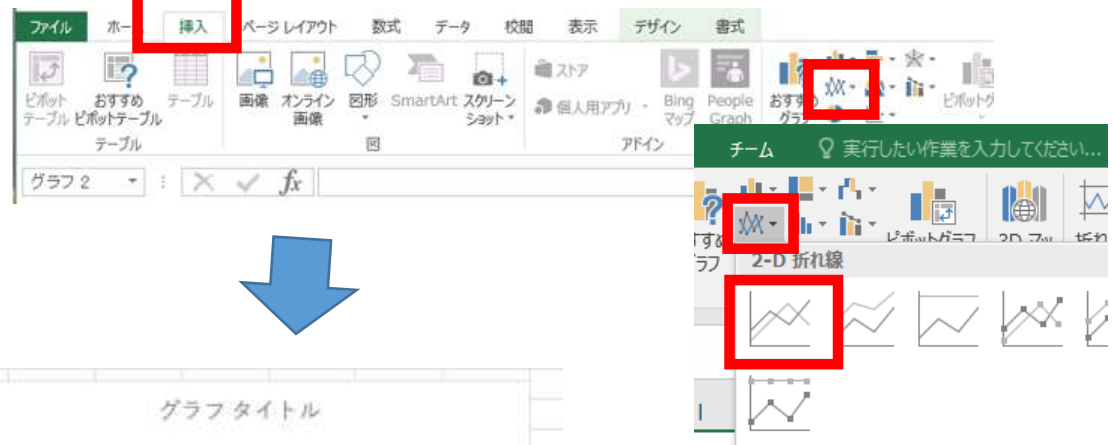 ファイル ホーム 挿入 ページ レイアウト 数式 データ 校閲 表示 デザイン 書式
ピボット
テーブル
おすすめ
ピボットテーブル
テーブル
テーブル
画像
オンライン
画像
図形
SmartArt
スクリーン
ショット
図
ストア
個人用アプリ
Bing
マップ
People
Graph
アドイン
おすすめ
グラフ
グラフ 2
fx
チーム 実行したい作業を入力してください...
ピボットグラフ
3D マッ
折れ
2-D 折れ線
グラフ タイトル